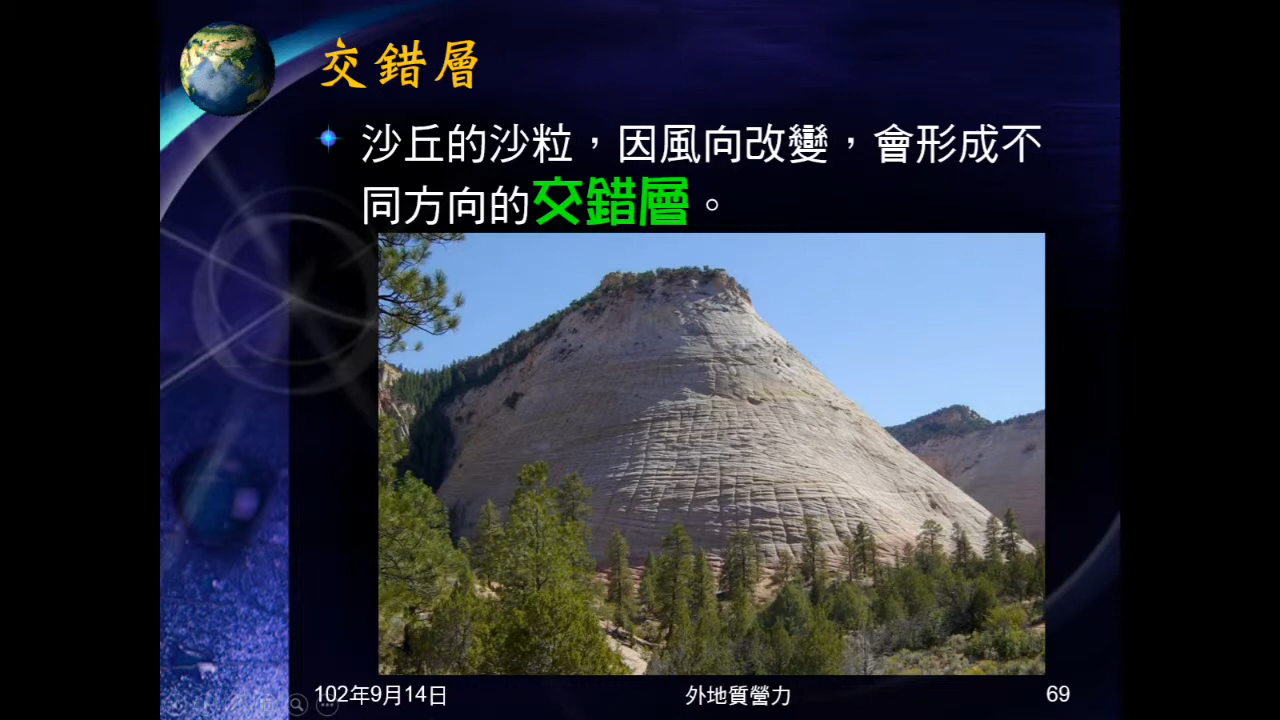 交錯層
沙丘的沙粒，因風向改變，會形成不
同方向的交錯層。
102年9月14日
外地質營力
69